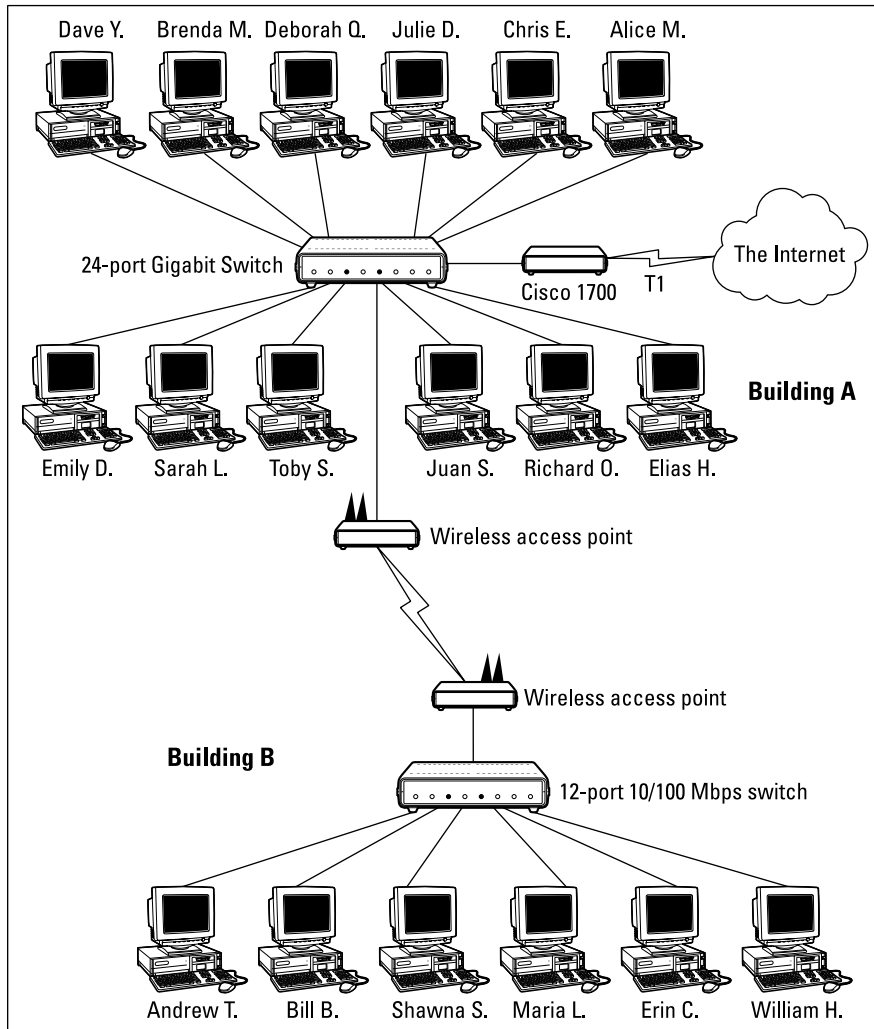 Dave Y. Brenda M. Deborah Q. Julie D. Chris E. Alice M.
24-port Gigabit Switch
The Internet
Cisco 1700
T1
Building A
Emily D. Sarah L. Toby S. Juan S. Richard O. Elias H.
Wireless access point
Wireless access point
Building B
12-port 10/100 Mbps switch
Andrew T. Bill B. Shawna S. Maria L. Erin C. William H.